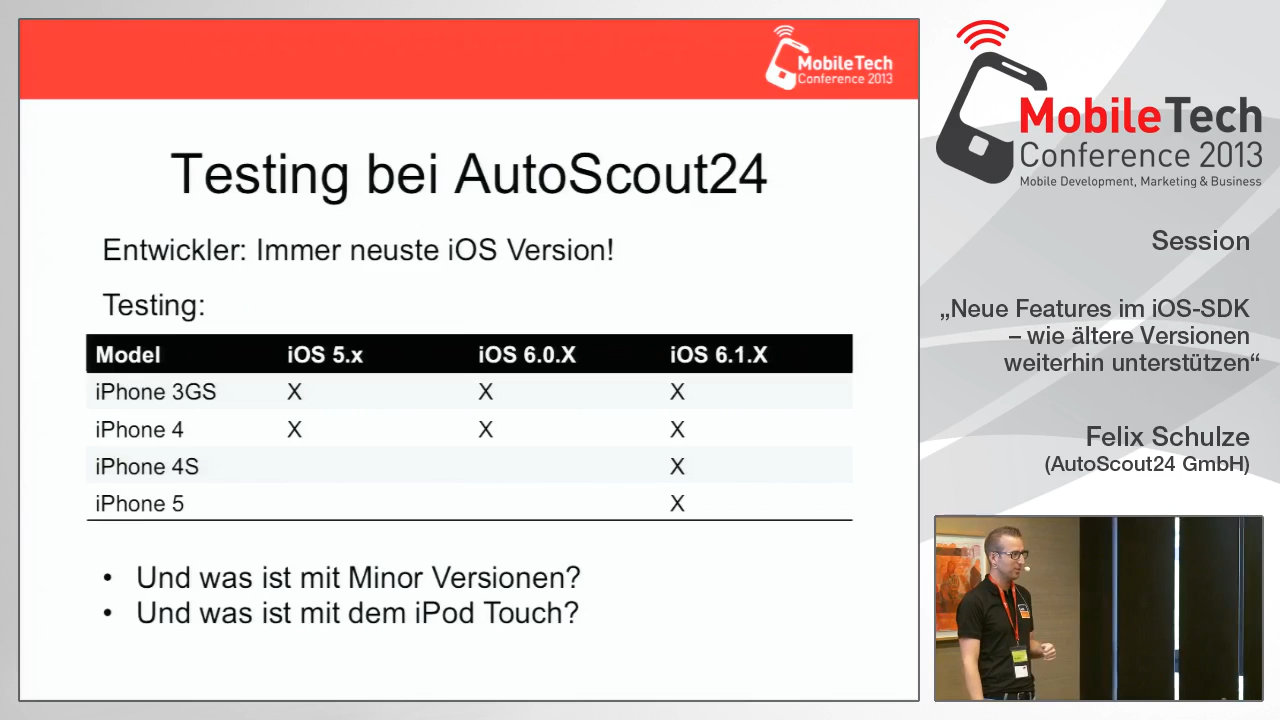 MobileTech
Conference 2013
Testing bei AutoScout24
Entwickler: Immer neuste iOS Version!
Testing:
Model iOS 5.x iOS 6.0.X iOS 6.1.X
iPhone 3GS X X X
iPhone 4 X X X
iPhone 4S X
iPhone 5 X
• Und was ist mit Minor Versionen?
• Und was ist mit dem iPod Touch?
MobileTech
Conference 2013
Mobile Development, Marketing & Business
Session
„Neue Features im iOS-SDK
– wie ältere Versionen
weiterhin unterstützen“
Felix Schulze
(AutoScout24 GmbH)